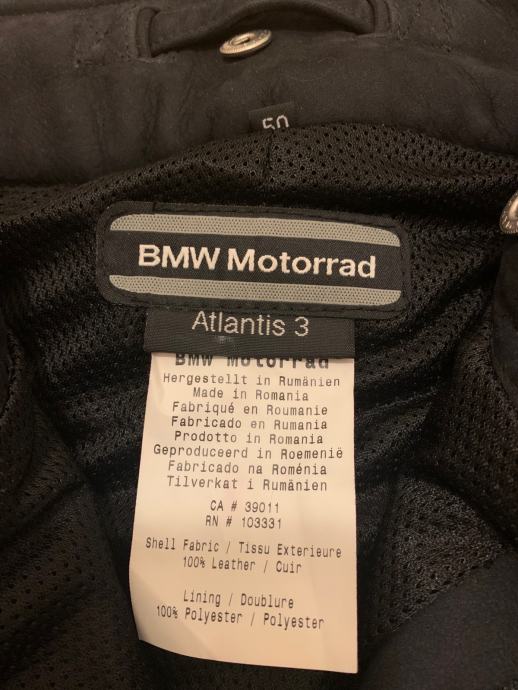 50
BMW Motorrad
Atlantis 3
BMW Motorrad
Hergestellt in Rumänien
Made in Romania
Fabriqué en Roumanie
Fabricado en Rumania
Prodotto in Romania
Geproduceerd in Roemenië
Fabricado na Roménia
Tilverkat i Rumänien
CA # 39011
RN # 103331
Shell Fabric / Tissu Exterieure
100% Leather / Cuir
Lining / Doublure
100% Polyester / Polyester